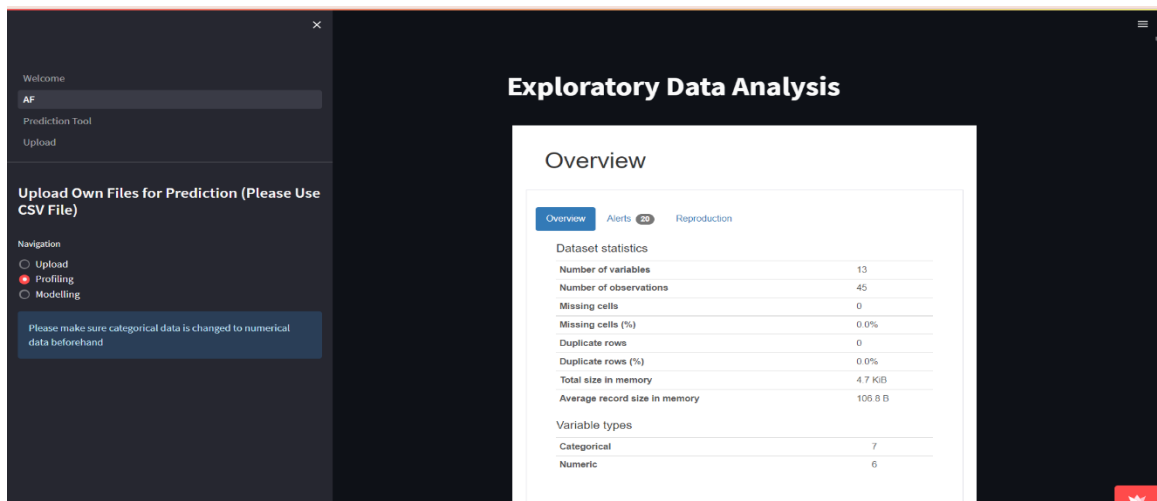 Welcome
AF
Prediction Tool
Upload
Upload Own Files for Prediction (Please Use
CSV File)
Navigation
Upload
Profiling
Modelling
Please make sure categorical data is changed to numerical
data beforehand
Exploratory Data Analysis
Overview
Overview Alerts 20 Reproduction
Dataset statistics
Number of variables 13
Number of observations 45
Missing cells 0
Missing cells (%) 0.0%
Duplicate rows 0
Duplicate rows (%) 0.0%
Total size in memory 4.7 KiB
Average record size in memory 106.8 B
Variable types
Categorical 7
Numeric 6